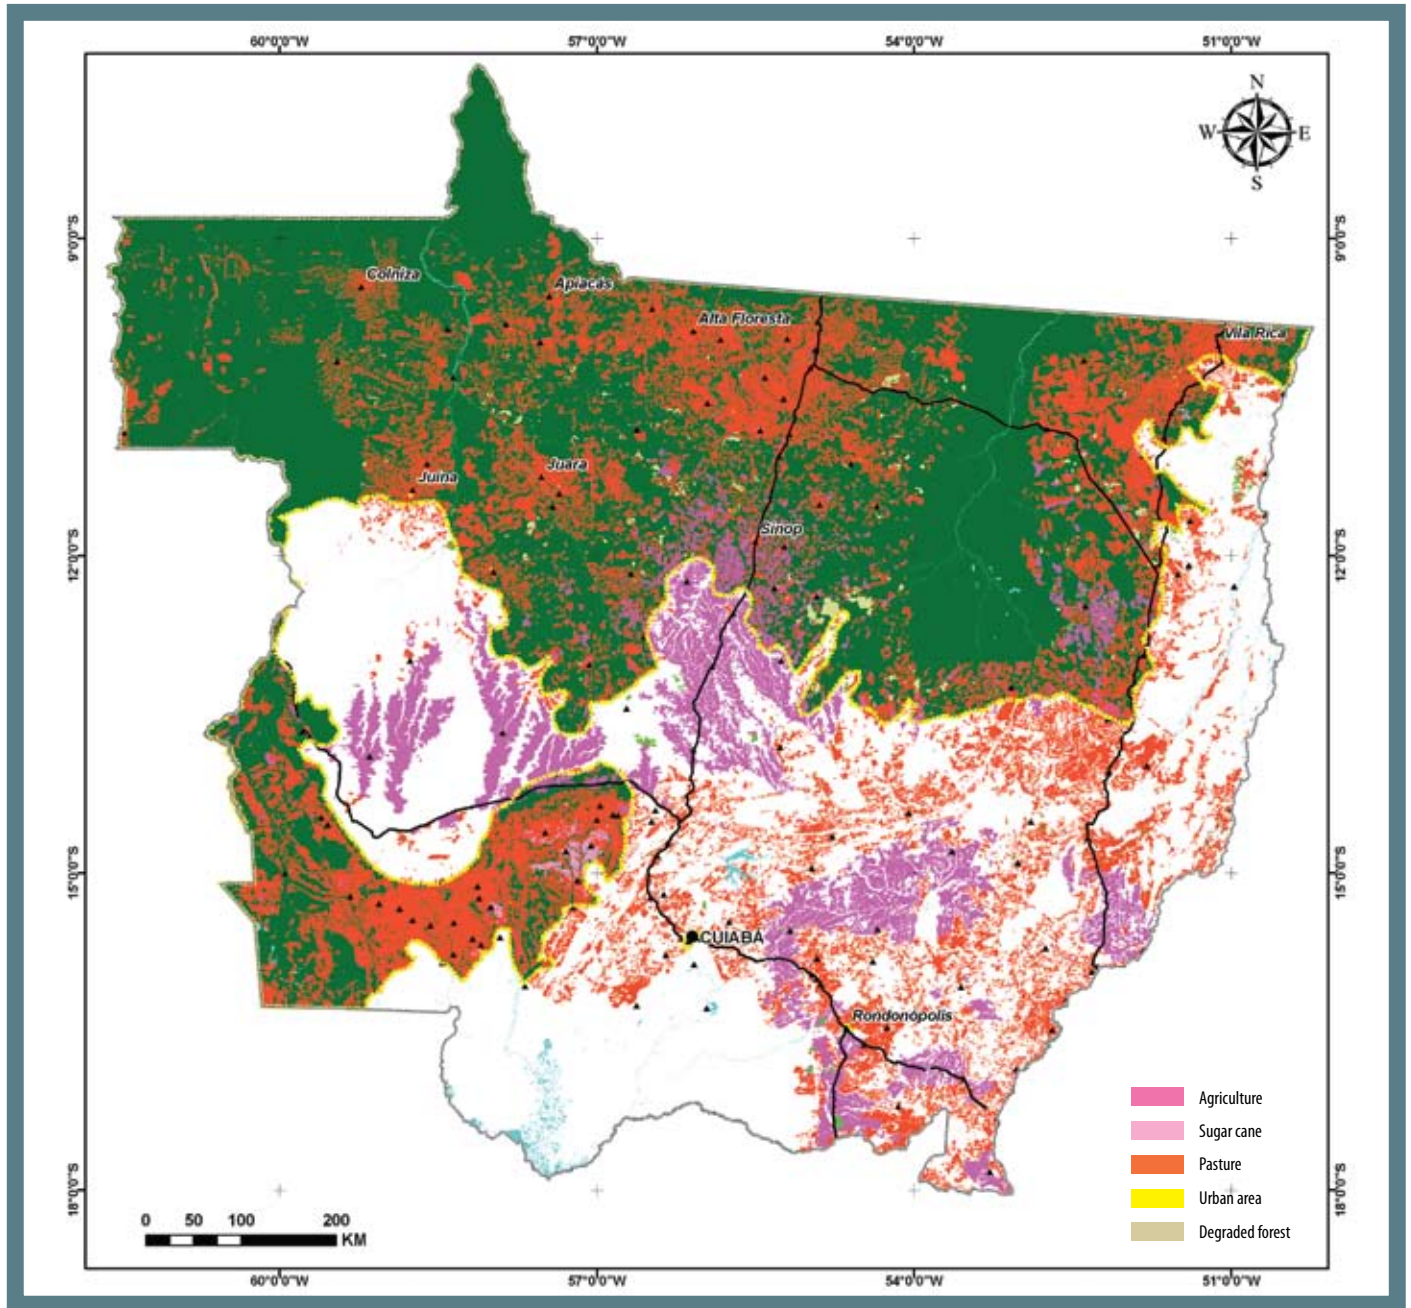 60°0'0"W 57°0'0"W 54°0'0"W 51°0'0"W
N
W E
S
9°0'0"S 9°0'0"S
Colniza
Apiacás
Alta Floresta
Vila Rica
Juína
Juara
Sinop
12°0'0"S 12°0'0"S
15°0'0"S 15°0'0"S
CUIABÁ
Rondonópolis
Agriculture
Sugar cane
Pasture
Urban area
Degraded forest
18°0'0"S 18°0'0"S
0 50 100 200
KM
60°0'0"W 57°0'0"W 54°0'0"W 51°0'0"W